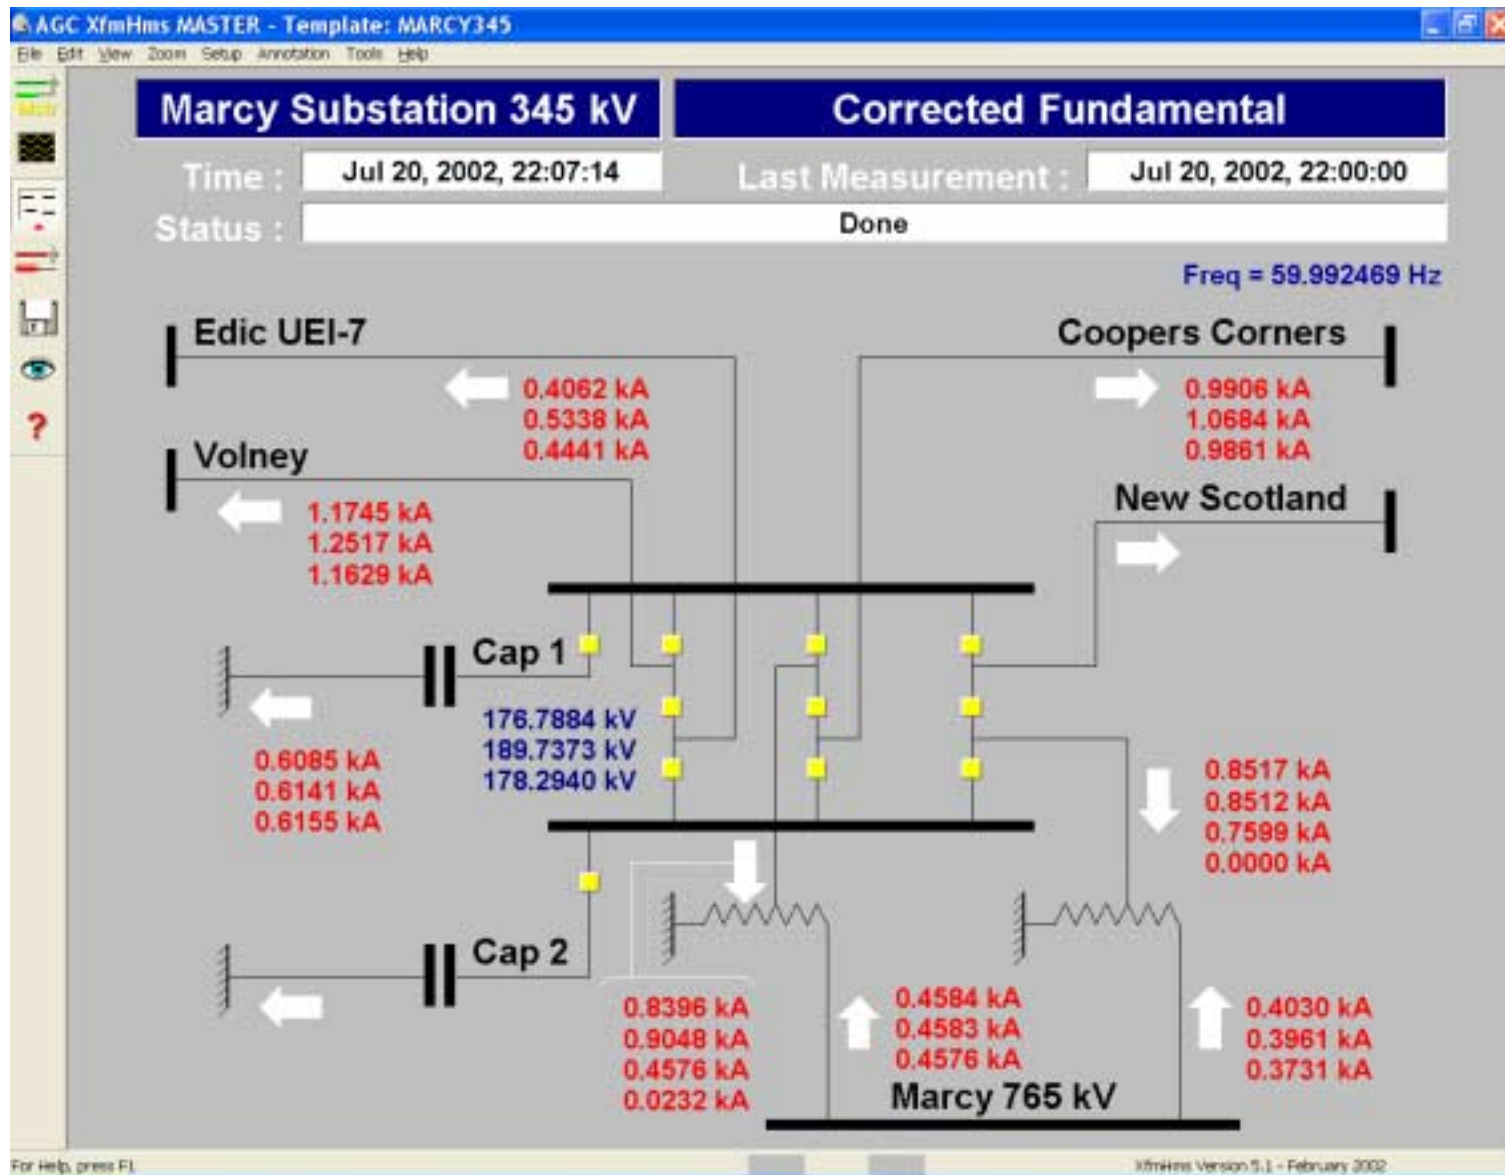 AGC XfmHms MASTER - Template: MARCY345
File Edit View Zoom Setup Annotation Tools Help
Marcy Substation 345 kV
Corrected Fundamental
Time : Jul 20, 2002, 22:07:14
Last Measurement : Jul 20, 2002, 22:00:00
Status : Done
Freq = 59.992469 Hz
Edic UEI-7
0.4062 kA
0.5338 kA
0.4441 kA
Coopers Corners
0.9906 kA
1.0684 kA
0.9861 kA
Volney
1.1745 kA
1.2517 kA
1.1629 kA
New Scotland
Cap 1
176.7884 kV
189.7373 kV
178.2940 kV
0.6085 kA
0.6141 kA
0.6155 kA
0.8517 kA
0.8512 kA
0.7599 kA
0.0000 kA
Cap 2
0.8396 kA
0.9048 kA
0.4576 kA
0.0232 kA
0.4584 kA
0.4583 kA
0.4576 kA
0.4030 kA
0.3961 kA
0.3731 kA
Marcy 765 kV
For Help, press F1
XfmHms Version 5.1 - February 2002